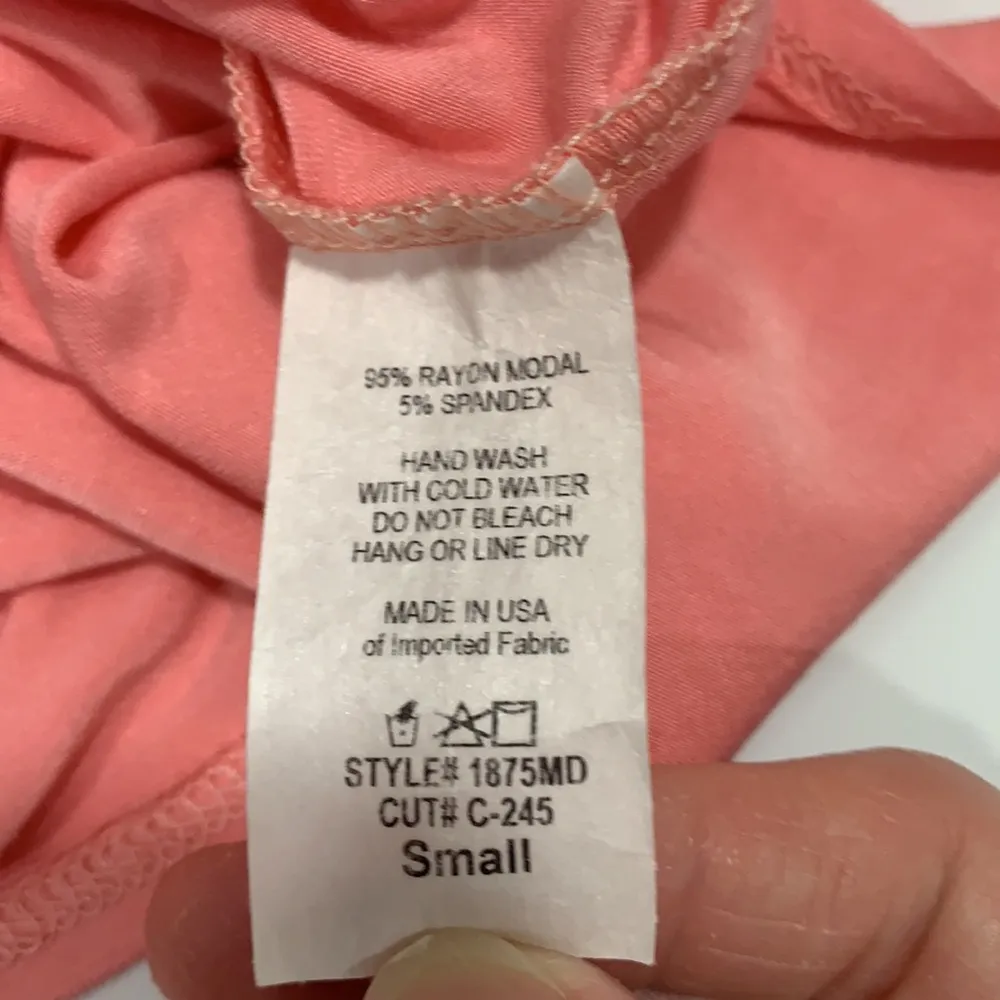 95% RAYON MODAL
5% SPANDEX
HAND WASH
WITH COLD WATER
DO NOT BLEACH
HANG OR LINE DRY
MADE IN USA
of Imported Fabric
STYLE# 1875MD
CUT# C-245
Small